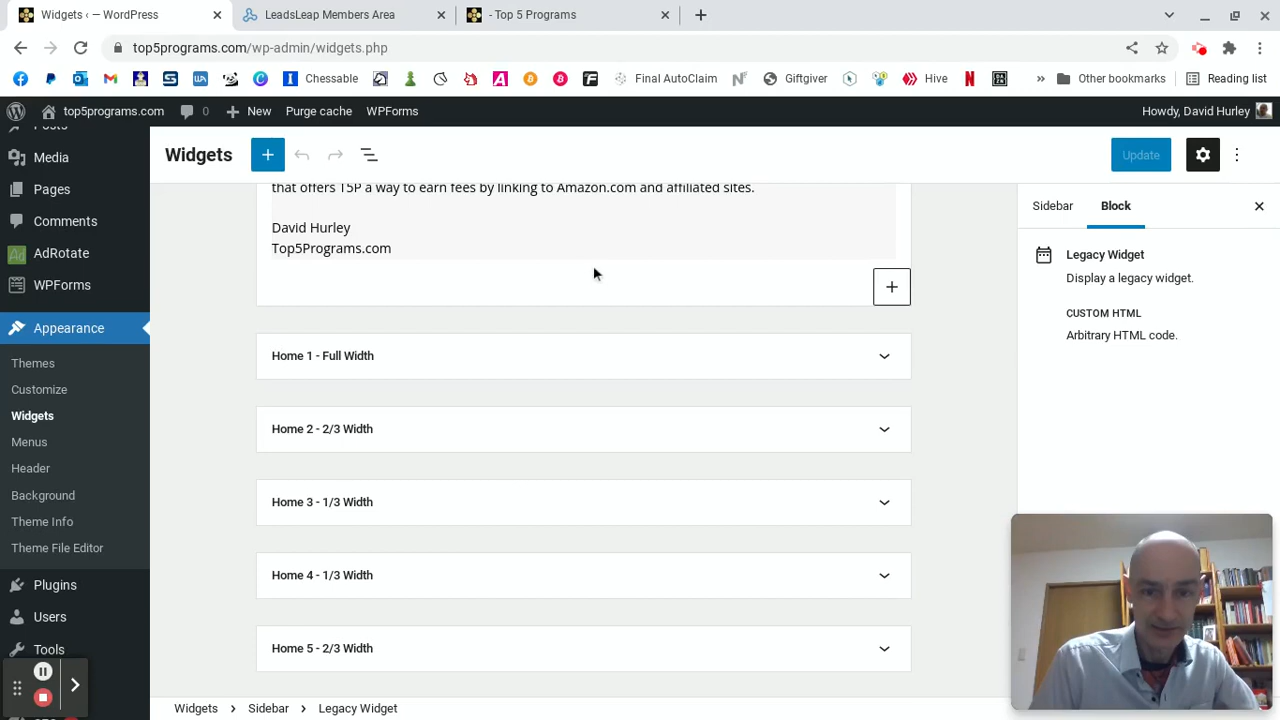 Widgets ‹ — WordPress
LeadsLeap Members Area
- Top 5 Programs
top5programs.com/wp-admin/widgets.php
Chessable
Final AutoClaim
Giftgiver
Hive
Other bookmarks
Reading list
top5programs.com
0
New
Purge cache
WPForms
Howdy, David Hurley
Media
Pages
Comments
AdRotate
WPForms
Appearance
Themes
Customize
Widgets
Menus
Header
Background
Theme Info
Theme File Editor
Plugins
Users
Tools
Widgets
Update
that offers T5P a way to earn fees by linking to Amazon.com and affiliated sites.
David Hurley
Top5Programs.com
Home 1 - Full Width
Home 2 - 2/3 Width
Home 3 - 1/3 Width
Home 4 - 1/3 Width
Home 5 - 2/3 Width
Sidebar
Block
Legacy Widget
Display a legacy widget.
CUSTOM HTML
Arbitrary HTML code.
Widgets
Sidebar
Legacy Widget